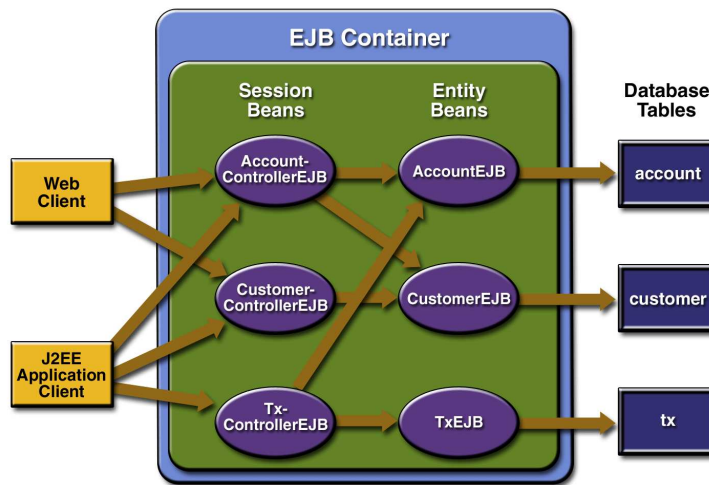 EJB Container
Session
Beans
Entity
Beans
Database
Tables
Web
Client
J2EE
Application
Client
Account-
ControllerEJB
AccountEJB
account
Customer-
ControllerEJB
CustomerEJB
customer
Tx-
ControllerEJB
TxEJB
tx